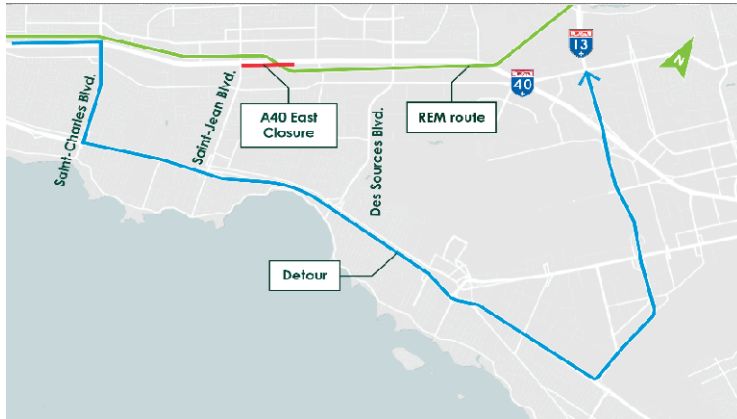 13
N
40
Saint-Charles Blvd.
Saint-Jean Blvd.
A40 East
Closure
Des Sources Blvd.
REM route
Detour